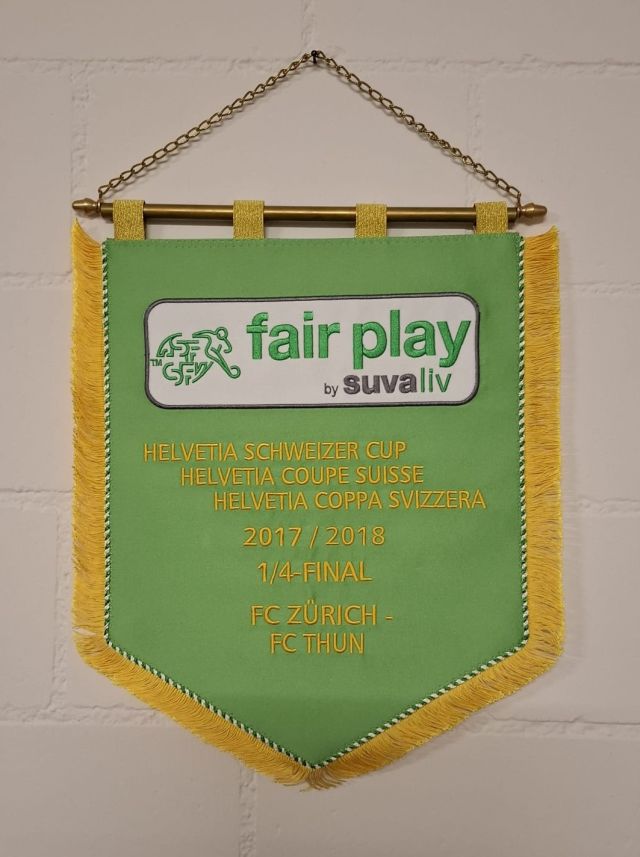 fair play
TM
by suvaliv
HELVETIA SCHWEIZER CUP
HELVETIA COUPE SUISSE
HELVETIA COPPA SVIZZERA
2017 / 2018
1/4-FINAL
FC ZÜRICH -
FC THUN